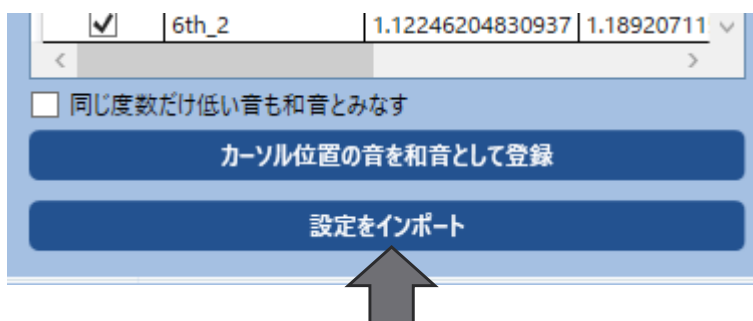 6th_2 1.12246204830937 1.18920711
同じ度数だけ低い音も和音とみなす
カーソル位置の音を和音として登録
設定をインポート